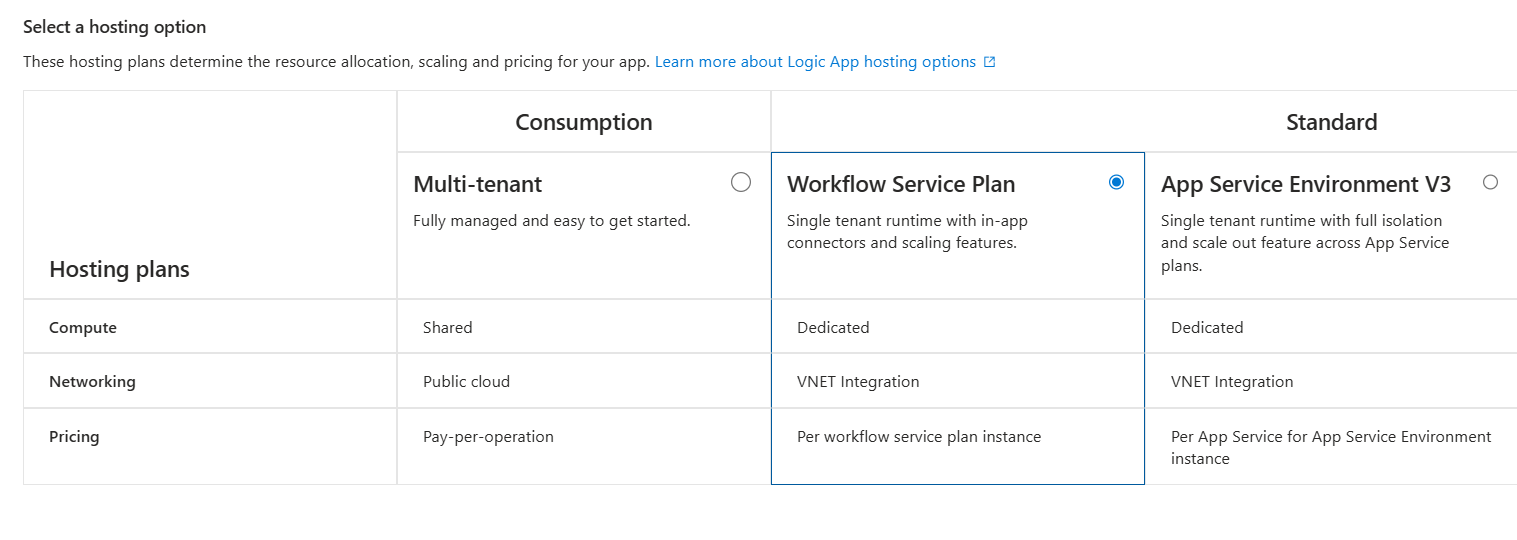 Select a hosting option
These hosting plans determine the resource allocation, scaling and pricing for your app. Learn more about Logic App hosting options
Consumption
Standard
Hosting plans
Multi-tenant
Fully managed and easy to get started.
Workflow Service Plan
Single tenant runtime with in-app
connectors and scaling features.
App Service Environment V3
Single tenant runtime with full isolation
and scale out feature across App Service
plans.
Compute
Shared
Dedicated
Dedicated
Networking
Public cloud
VNET Integration
VNET Integration
Pricing
Pay-per-operation
Per workflow service plan instance
Per App Service for App Service Environment
instance